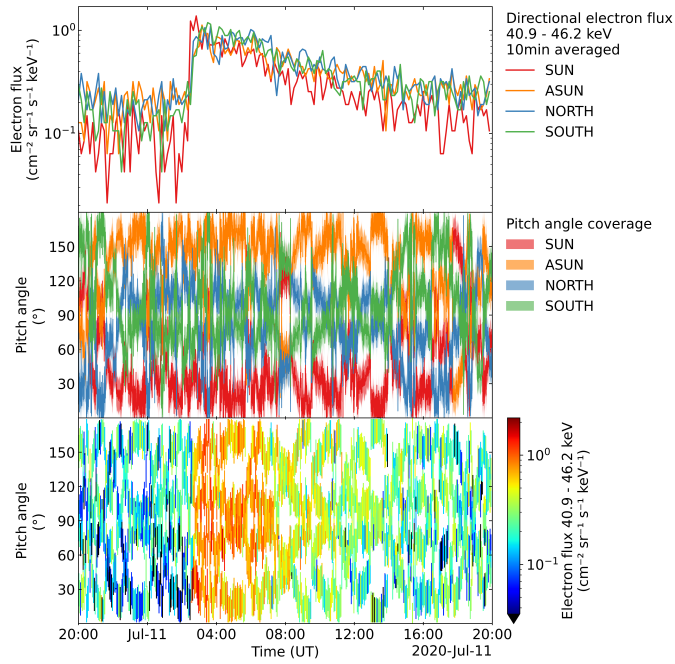 10⁰
10⁻¹
Electron flux
(cm⁻² sr⁻¹ s⁻¹ keV⁻¹)
Directional electron flux
40.9 - 46.2 keV
10min averaged
SUN
ASUN
NORTH
SOUTH
150
120
90
60
30
Pitch angle
(°)
Pitch angle coverage
SUN
ASUN
NORTH
SOUTH
150
120
90
60
30
Pitch angle
(°)
10⁰
10⁻¹
Electron flux 40.9 - 46.2 keV
(cm⁻² sr⁻¹ s⁻¹ keV⁻¹)
20:00 Jul-11 04:00 08:00 12:00 16:00 20:00
Time (UT)
2020-Jul-11